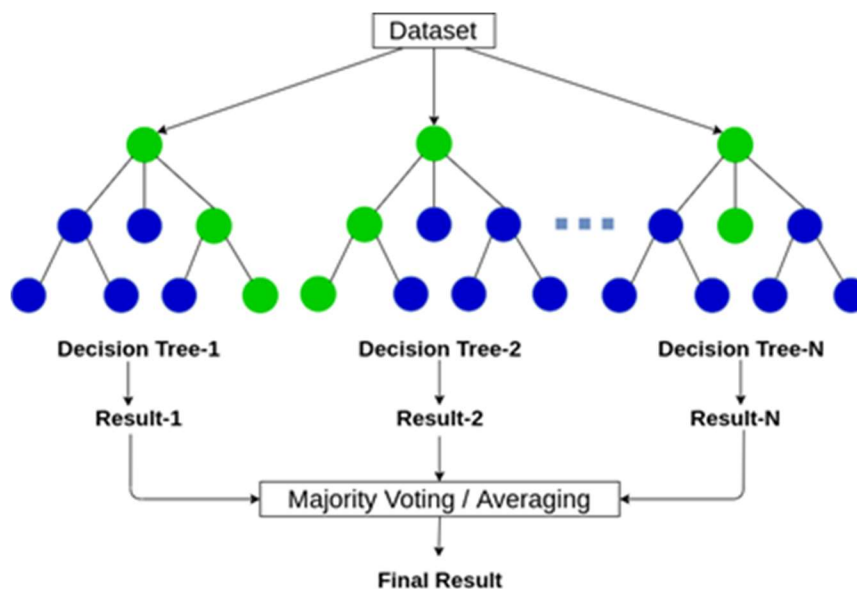 Dataset
Decision Tree-1
Decision Tree-2
Decision Tree-N
Result-1
Result-2
Result-N
Majority Voting / Averaging
Final Result